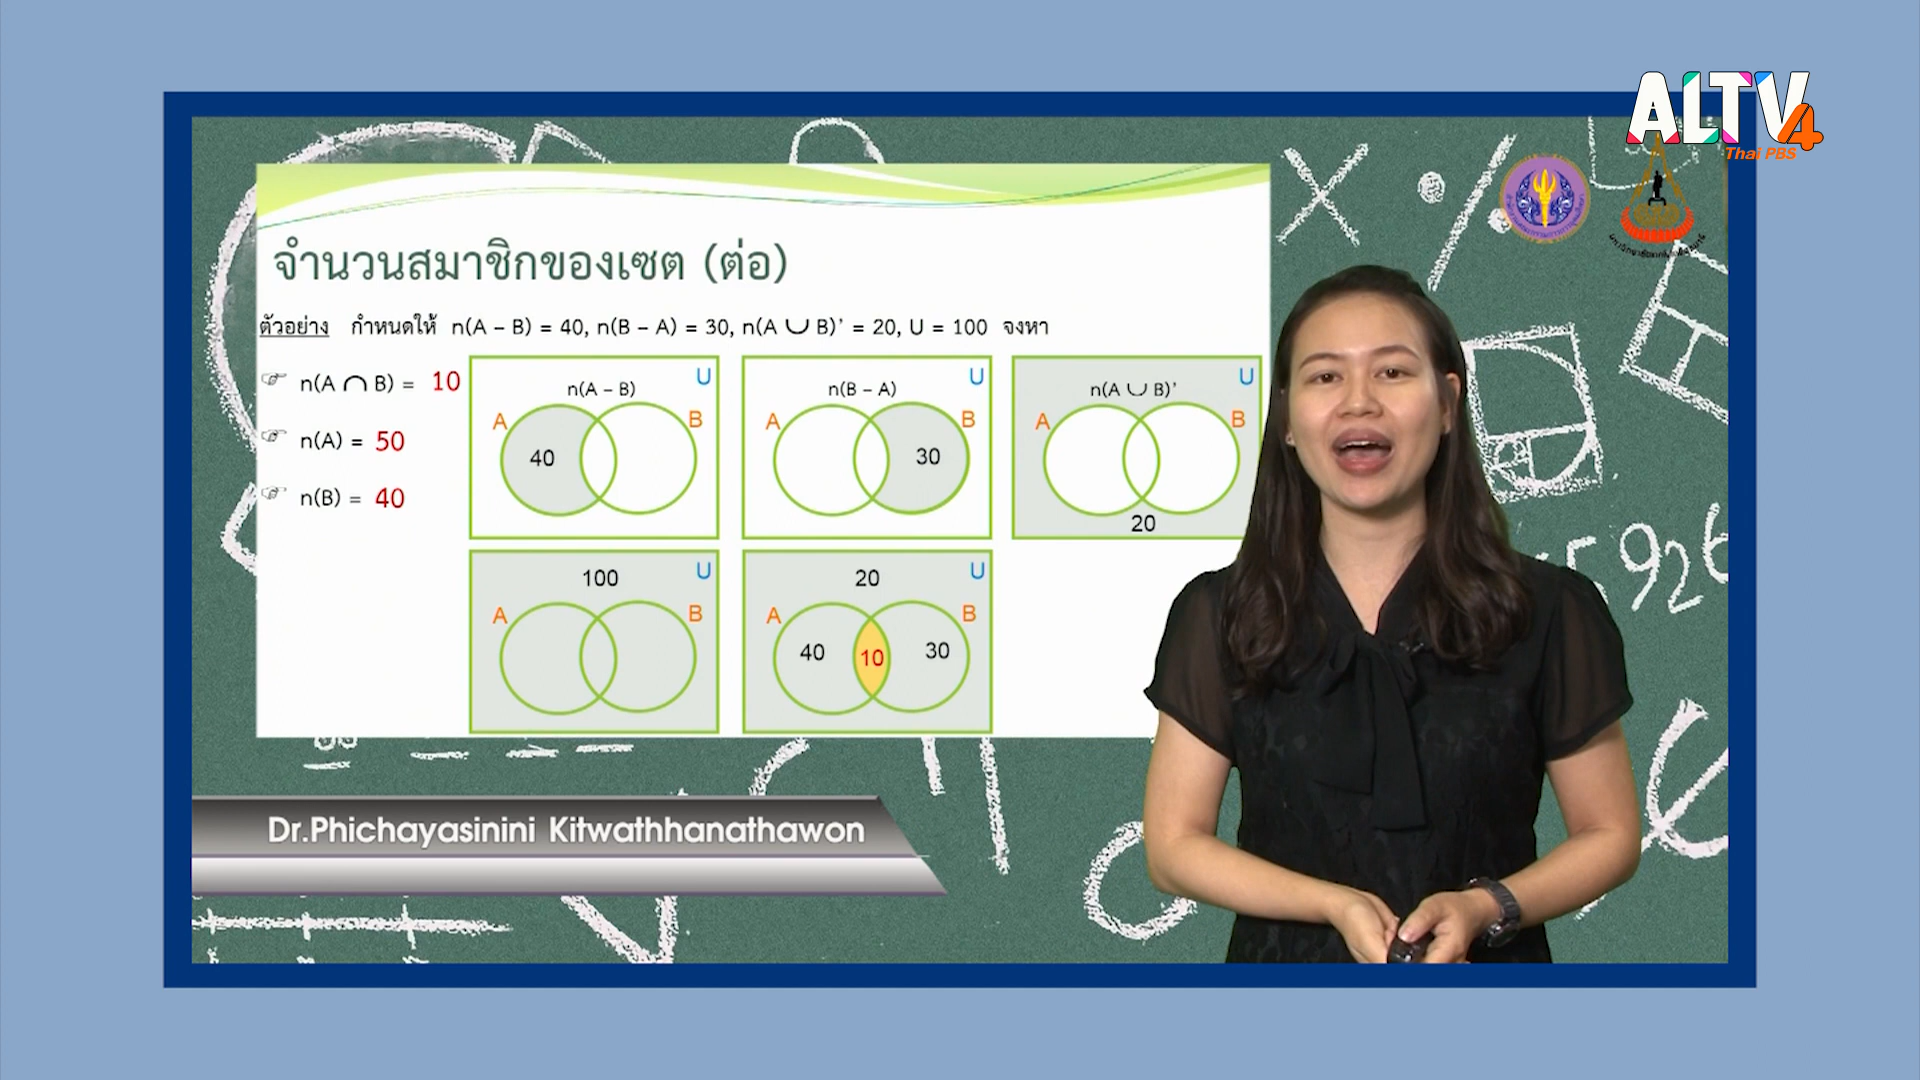 ALTV4
Thai PBS
จำนวนสมาชิกของเซต (ต่อ)
ตัวอย่าง กำหนดให้ n(A – B) = 40, n(B – A) = 30, n(A ∪ B)’ = 20, U = 100 จงหา
☞ n(A ∩ B) = 10
☞ n(A) = 50
☞ n(B) = 40
U
n(A – B)
A
B
40
U
n(B – A)
A
B
30
U
n(A ∪ B)’
A
B
20
100
U
A
B
20
U
A
B
40
10
30
5926
Dr.Phichayasinini Kitwathhanathawon